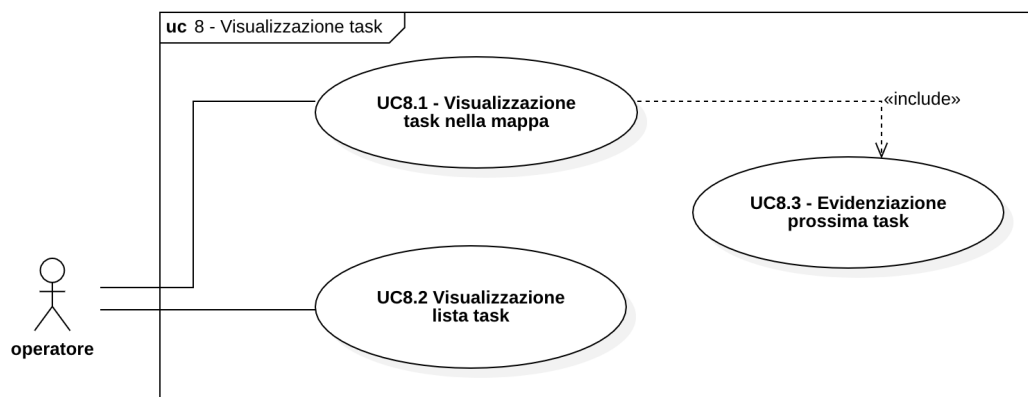 uc 8 - Visualizzazione task
UC8.1 - Visualizzazione
task nella mappa
«include»
UC8.3 - Evidenziazione
prossima task
UC8.2 Visualizzazione
lista task
operatore